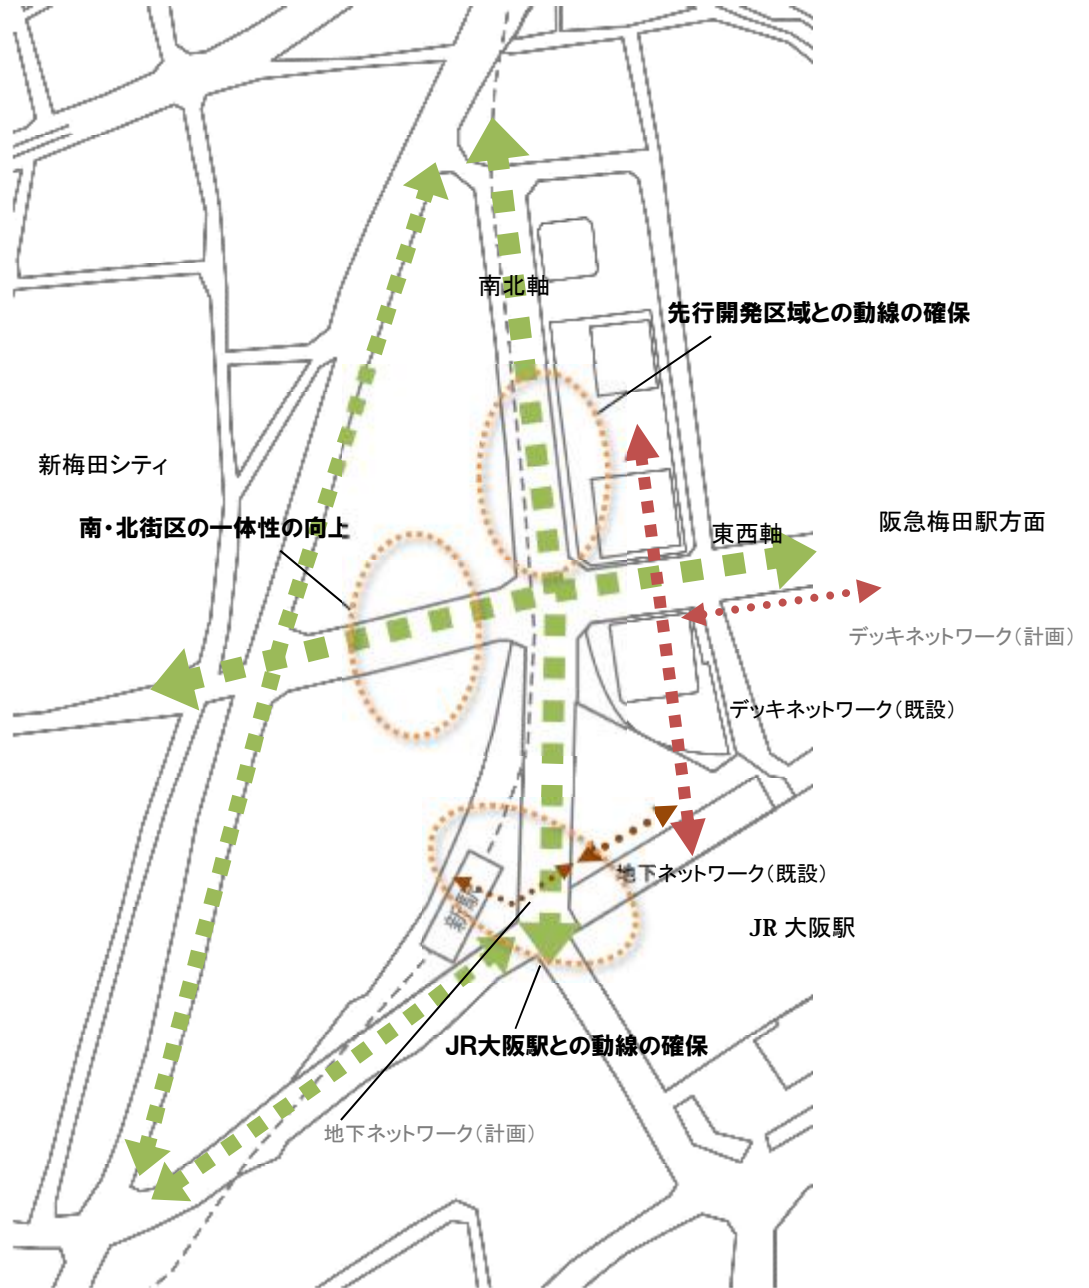 南北軸
先行開発区域との動線の確保
新梅田シティ
南・北街区の一体性の向上
東西軸
阪急梅田駅方面
デッキネットワーク（計画）
デッキネットワーク（既設）
地下ネットワーク（既設）
新駅
JR 大阪駅
JR大阪駅との動線の確保
地下ネットワーク（計画）